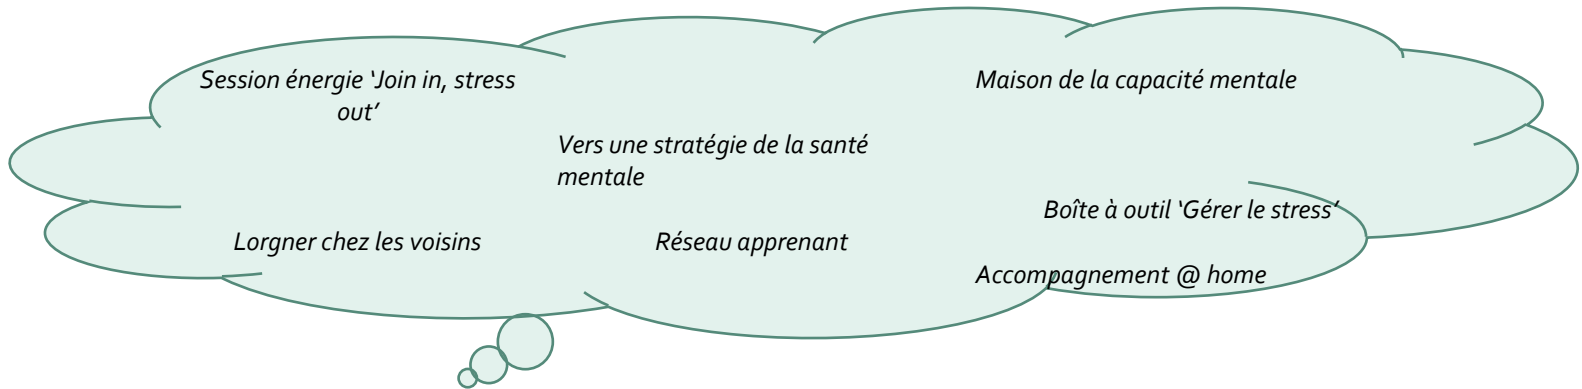 Session énergie ‘Join in, stress
out’
Maison de la capacité mentale
Vers une stratégie de la santé
mentale
Boîte à outil ‘Gérer le stress’
Lorgner chez les voisins
Réseau apprenant
Accompagnement @ home